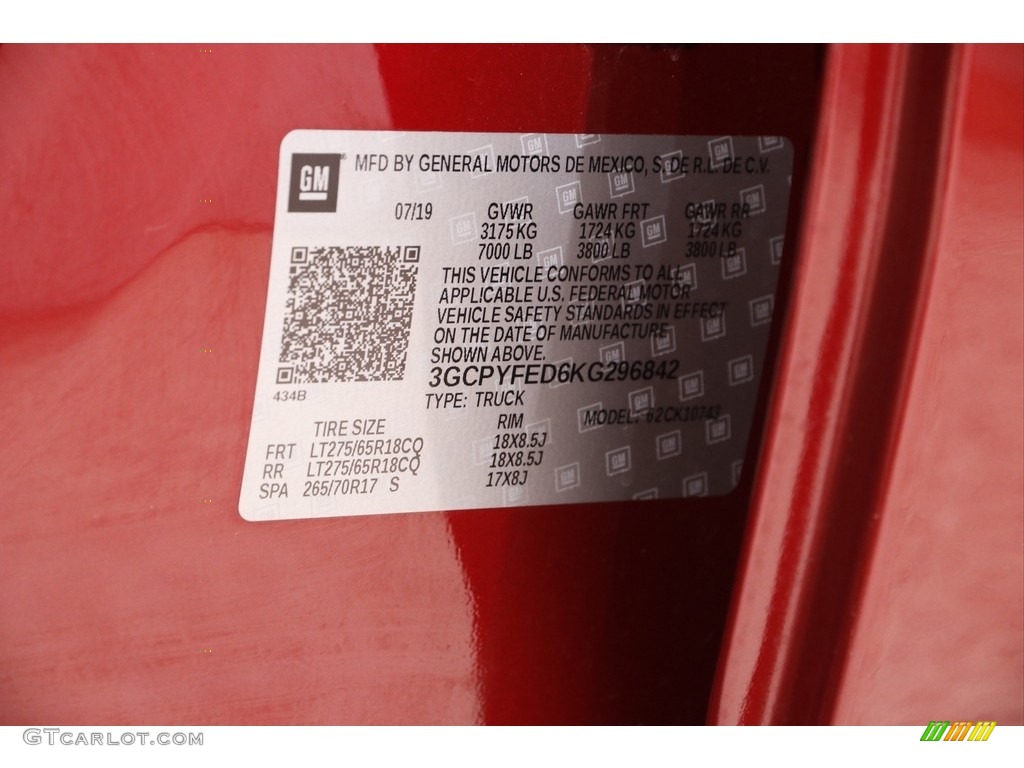 GM MFD BY GENERAL MOTORS DE MEXICO, S. DE R.L. DE C.V.
07/19 GVWR GAWR FRT GAWR RR
3175 KG 1724 KG 1724 KG
7000 LB 3800 LB 3800 LB
THIS VEHICLE CONFORMS TO ALL
APPLICABLE U.S. FEDERAL MOTOR
VEHICLE SAFETY STANDARDS IN EFFECT
ON THE DATE OF MANUFACTURE
SHOWN ABOVE.
3GCPYFED6KG296842
434B
TYPE: TRUCK
MODEL: 62CK10743
TIRE SIZE RIM
FRT LT275/65R18CQ 18X8.5J
RR LT275/65R18CQ 18X8.5J
SPA 265/70R17 S 17X8J
GTcarlot.com